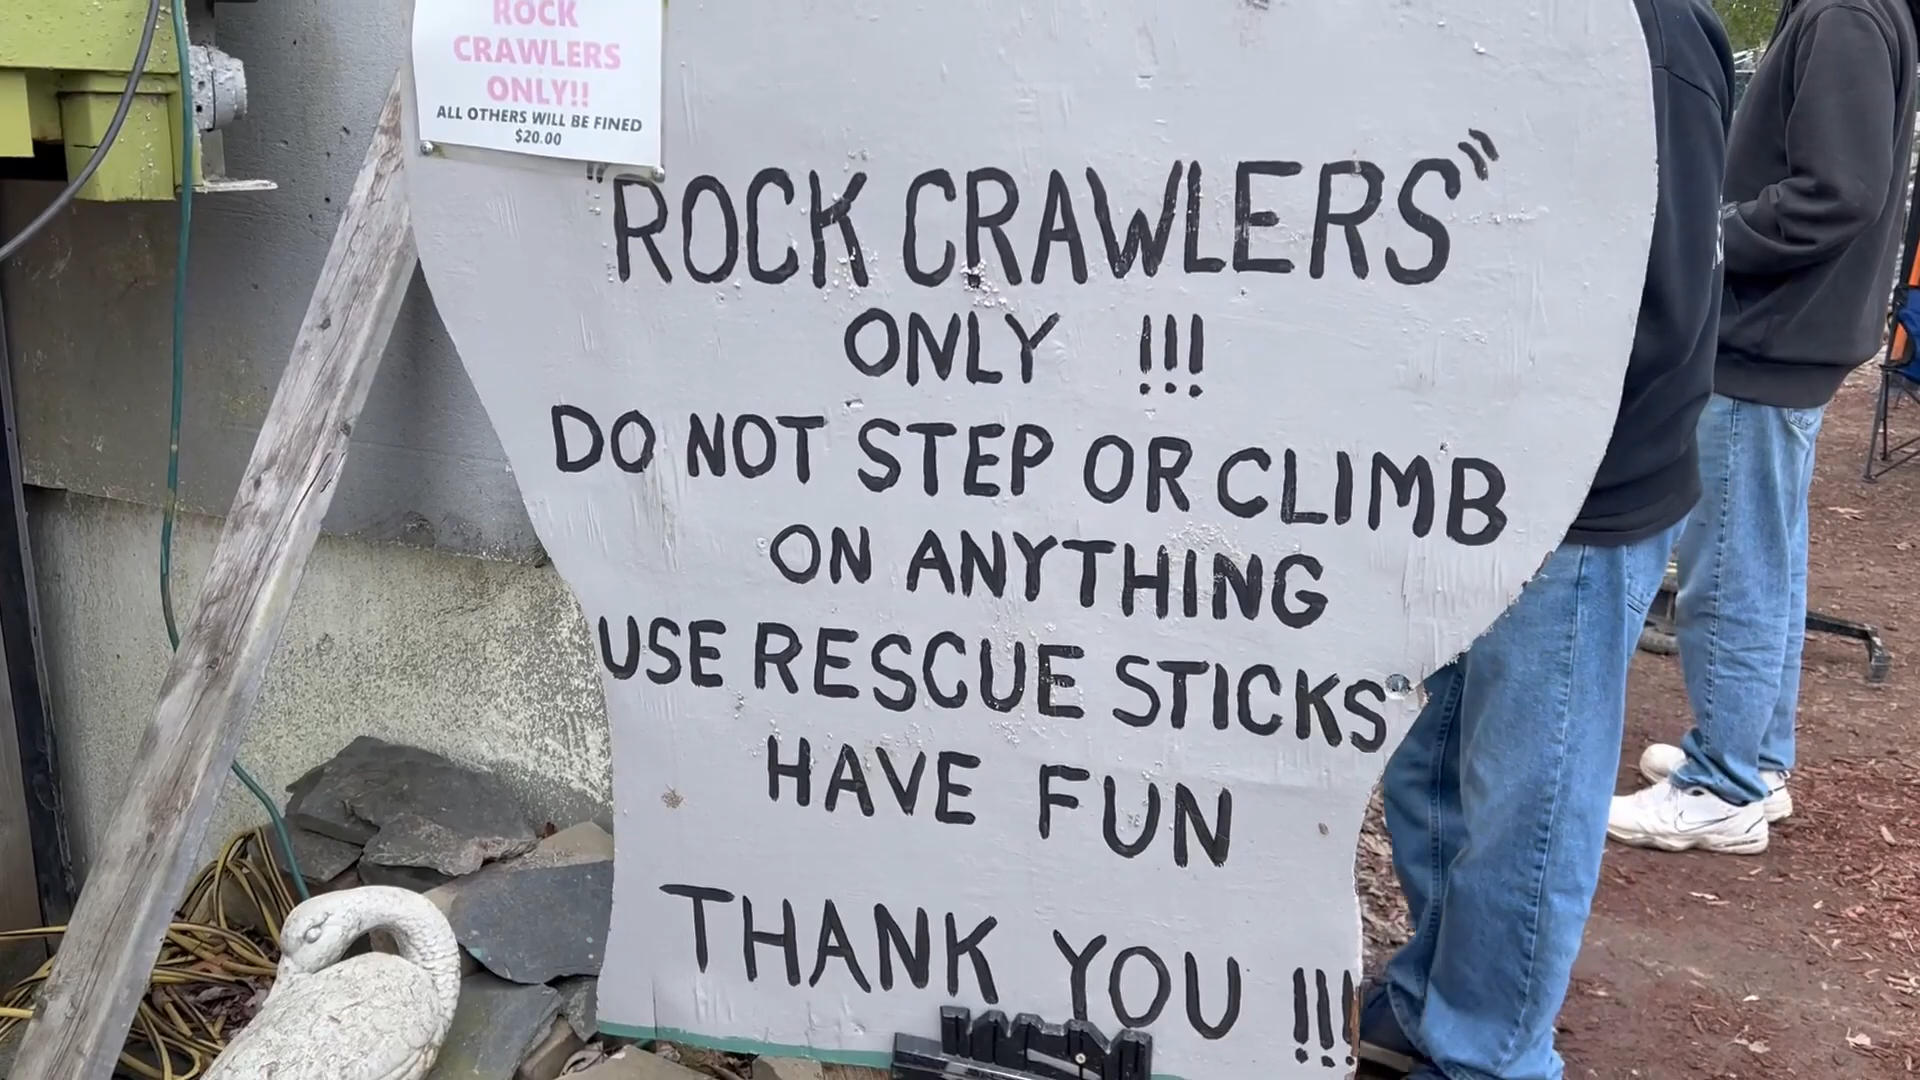 ROCK
CRAWLERS
ONLY!!
ALL OTHERS WILL BE FINED
$20.00
"ROCK CRAWLERS"
ONLY !!!
DO NOT STEP OR CLIMB
ON ANYTHING
USE RESCUE STICKS
HAVE FUN
THANK YOU !!!